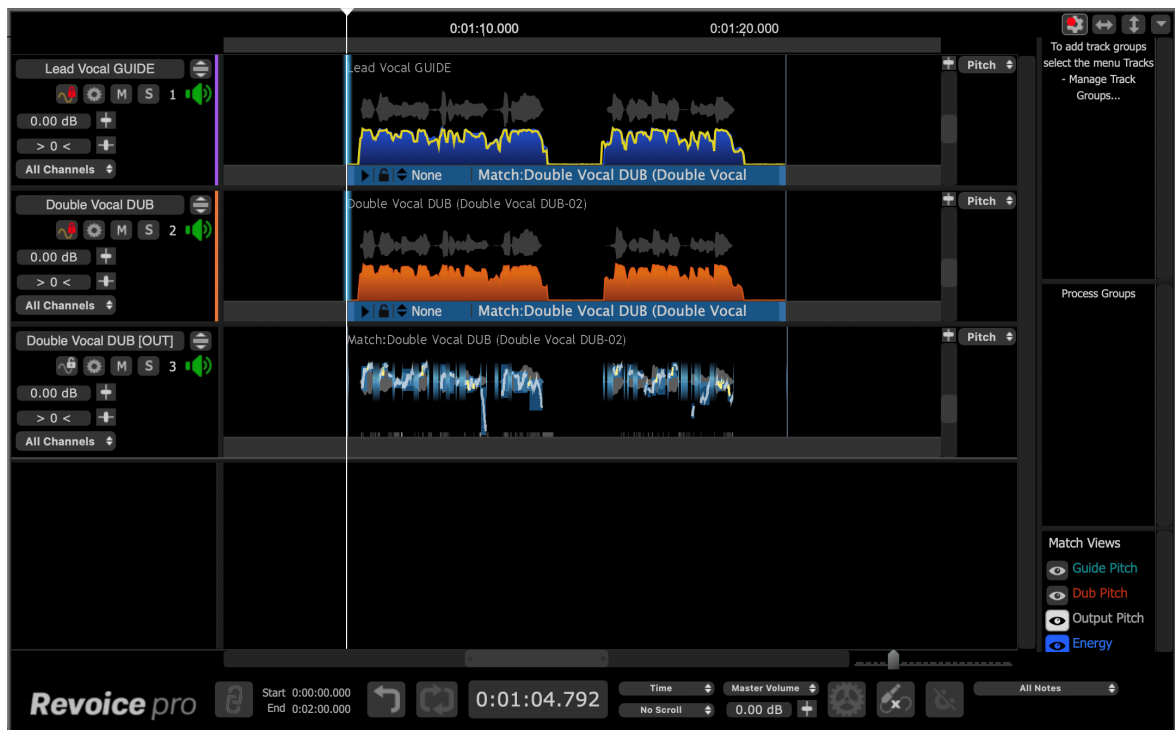 0:01:10.000
0:01:20.000
To add track groups
select the menu Tracks
- Manage Track
Groups...
Lead Vocal GUIDE
M S 1
0.00 dB
> 0 <
All Channels
Lead Vocal GUIDE
None Match:Double Vocal DUB (Double Vocal
Pitch
Double Vocal DUB
M S 2
0.00 dB
> 0 <
All Channels
Double Vocal DUB (Double Vocal DUB-02)
None Match:Double Vocal DUB (Double Vocal
Pitch
Process Groups
Double Vocal DUB [OUT]
M S 3
0.00 dB
> 0 <
All Channels
Match:Double Vocal DUB (Double Vocal DUB-02)
Pitch
Match Views
Guide Pitch
Dub Pitch
Output Pitch
Energy
Revoice pro
Start 0:00:00.000
End 0:02:00.000
0:01:04.792
Time
No Scroll
Master Volume
0.00 dB
All Notes